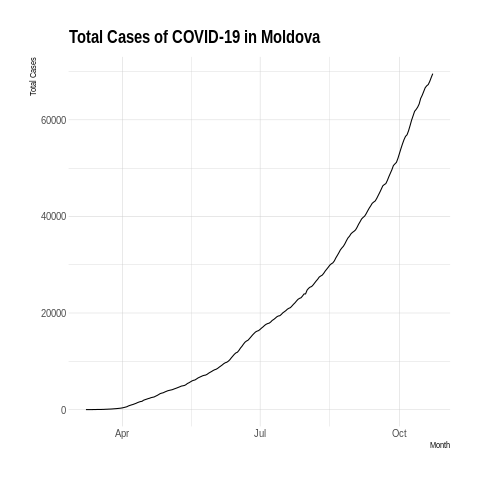 Total Cases of COVID-19 in Moldova
Total Cases
60000
40000
20000
0
Apr
Jul
Oct
Month